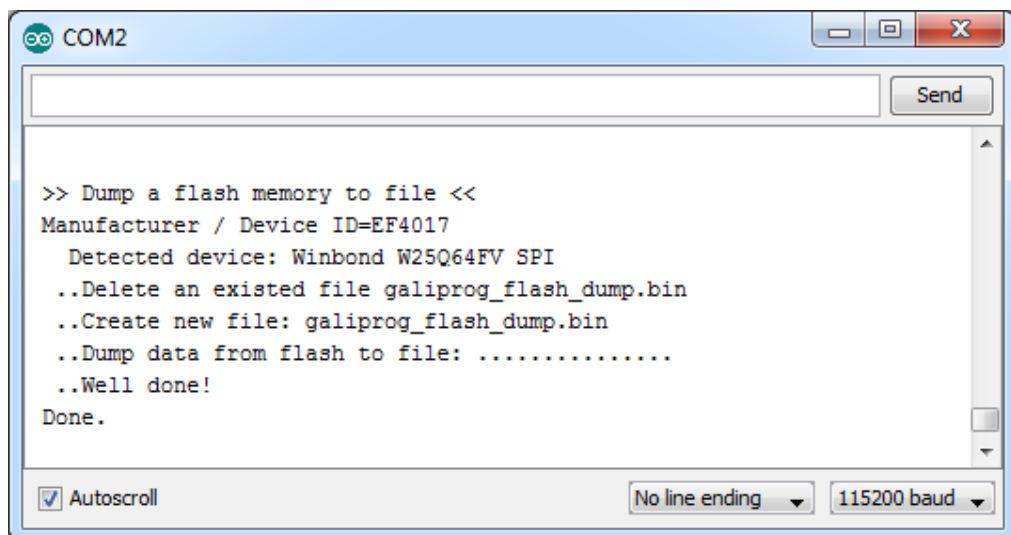 COM2
Send
>> Dump a flash memory to file <<
Manufacturer / Device ID=EF4017
Detected device: Winbond W25Q64FV SPI
..Delete an existed file galiprog_flash_dump.bin
..Create new file: galiprog_flash_dump.bin
..Dump data from flash to file: ...............
..Well done!
Done.
Autoscroll
No line ending
115200 baud